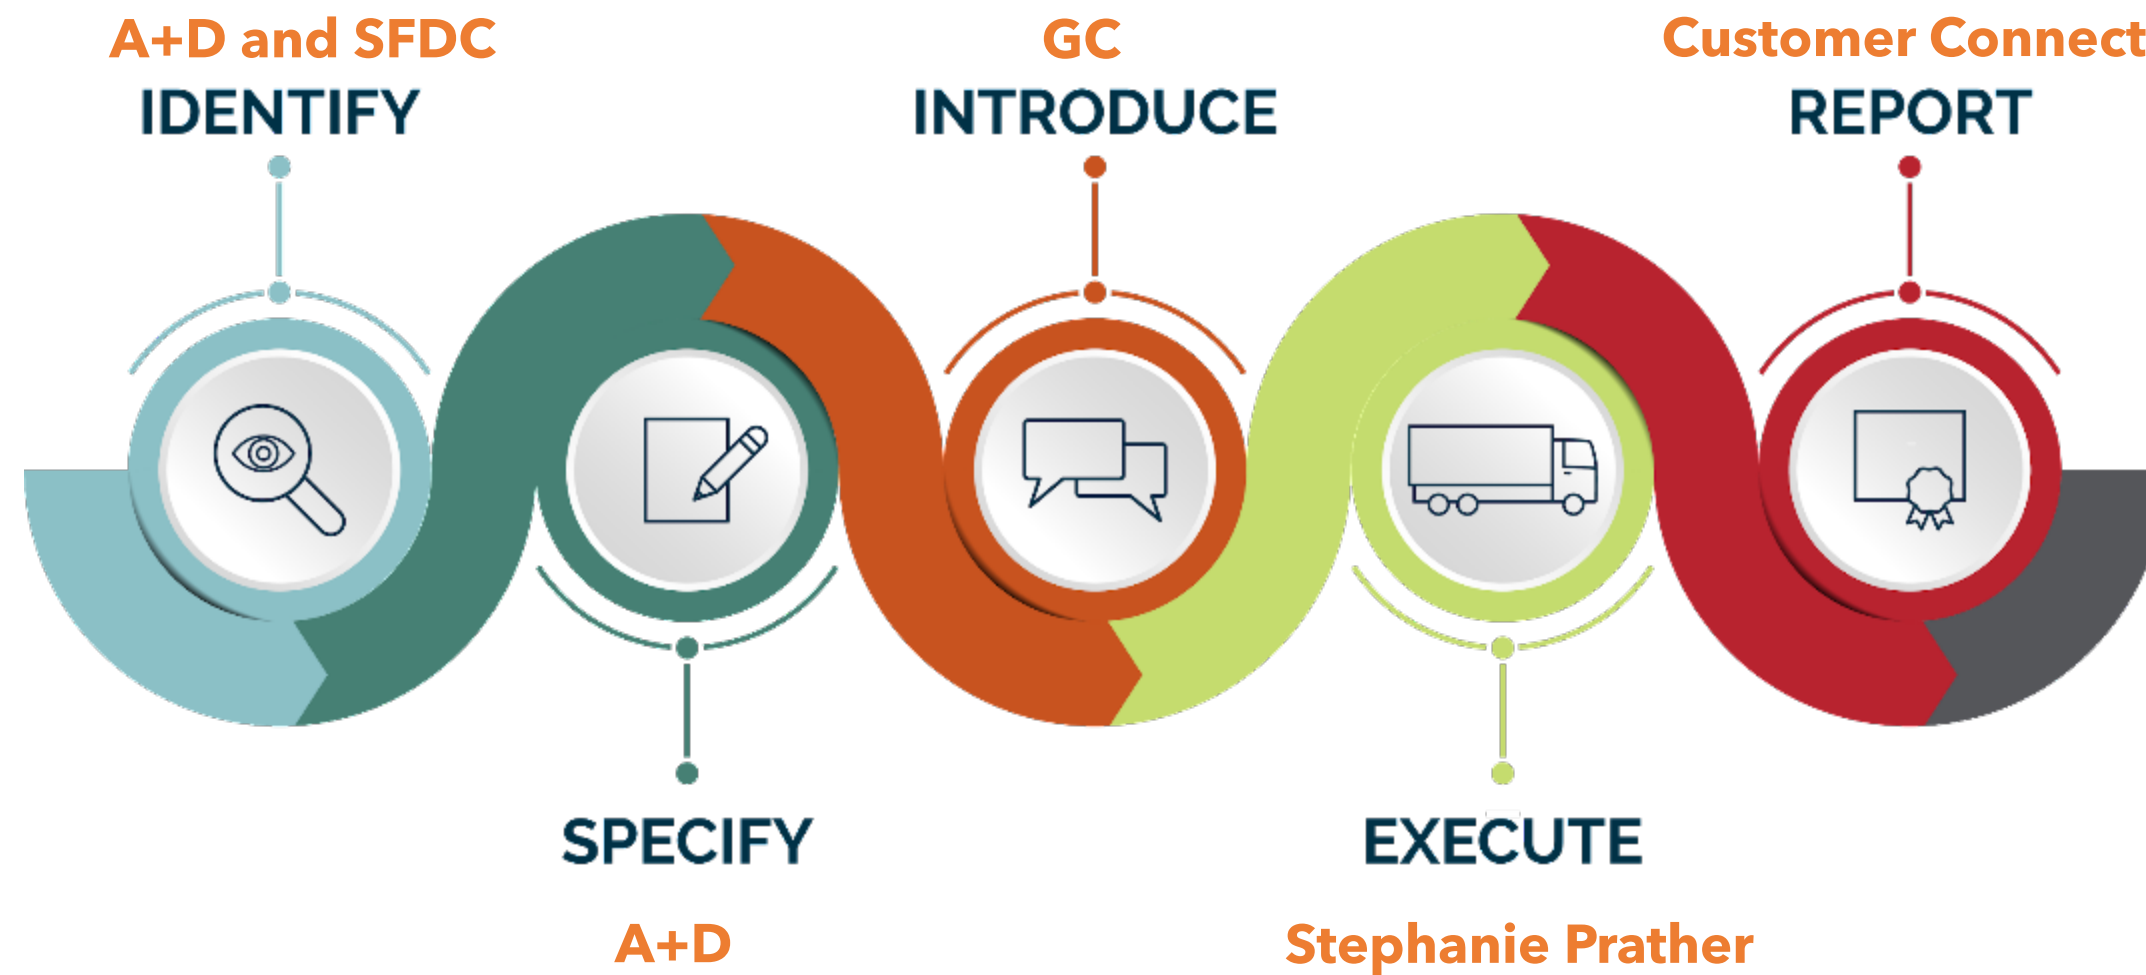 A+D and SFDC
IDENTIFY
GC
INTRODUCE
Customer Connect
REPORT
SPECIFY
A+D
EXECUTE
Stephanie Prather